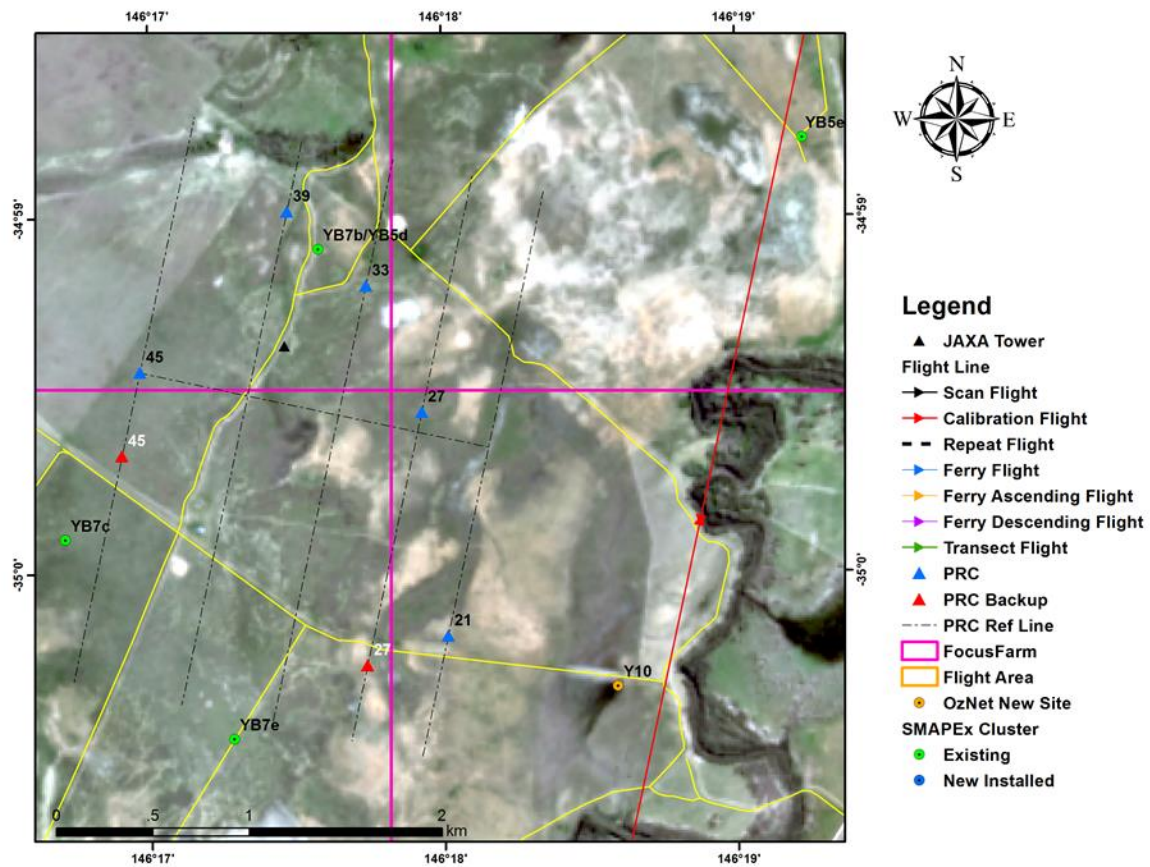 146°17' 146°18' 146°19'
N
W E
S
YB5e
39
-34°59' -34°59'
YB7b/YB5d
33
45
27
45
YB7c
-35°0' -35°0'
21
27
Y10
YB7e
0 .5 1 2
km
146°17' 146°18' 146°19'
Legend
JAXA Tower
Flight Line
Scan Flight
Calibration Flight
Repeat Flight
Ferry Flight
Ferry Ascending Flight
Ferry Descending Flight
Transect Flight
PRC
PRC Backup
PRC Ref Line
FocusFarm
Flight Area
OzNet New Site
SMAPEx Cluster
Existing
New Installed